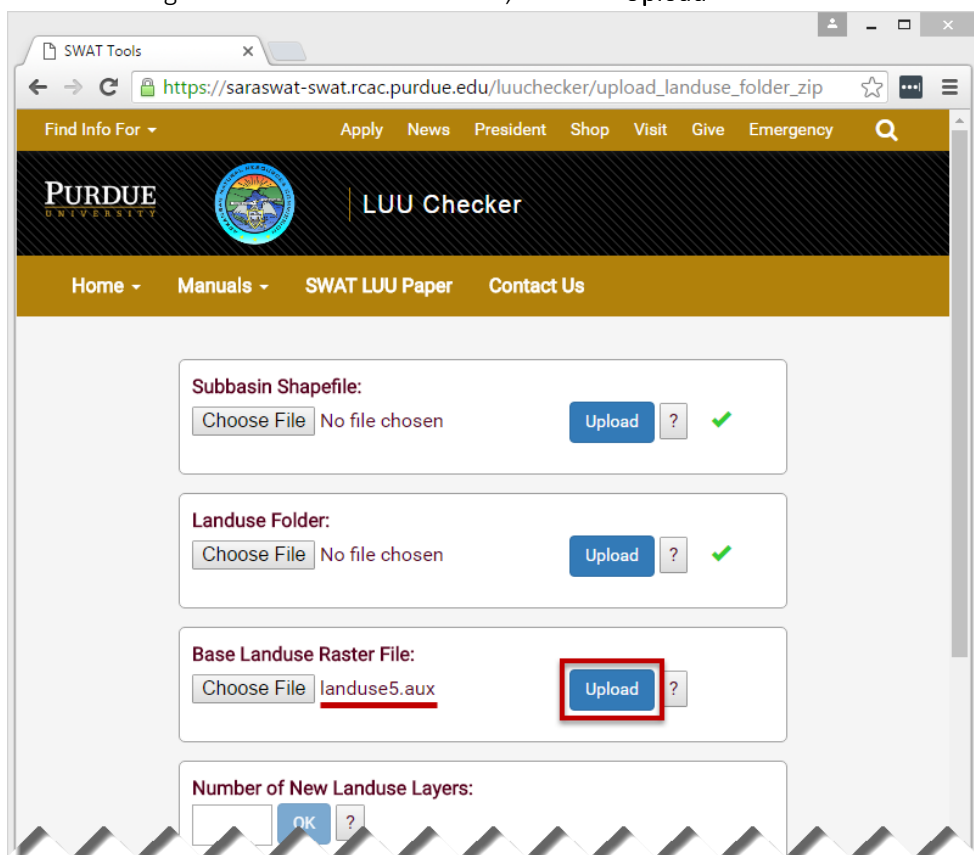 Upload
SWAT Tools
https://saraswat-swat.rcac.purdue.edu/luuchecker/upload_landuse_folder_zip
Find Info For Apply News President Shop Visit Give Emergency
PURDUE
UNIVERSITY
LUU Checker
Home Manuals SWAT LUU Paper Contact Us
Subbasin Shapefile:
Choose File No file chosen Upload ?
Landuse Folder:
Choose File No file chosen Upload ?
Base Landuse Raster File:
Choose File landuse5.aux Upload ?
Number of New Landuse Layers:
OK ?